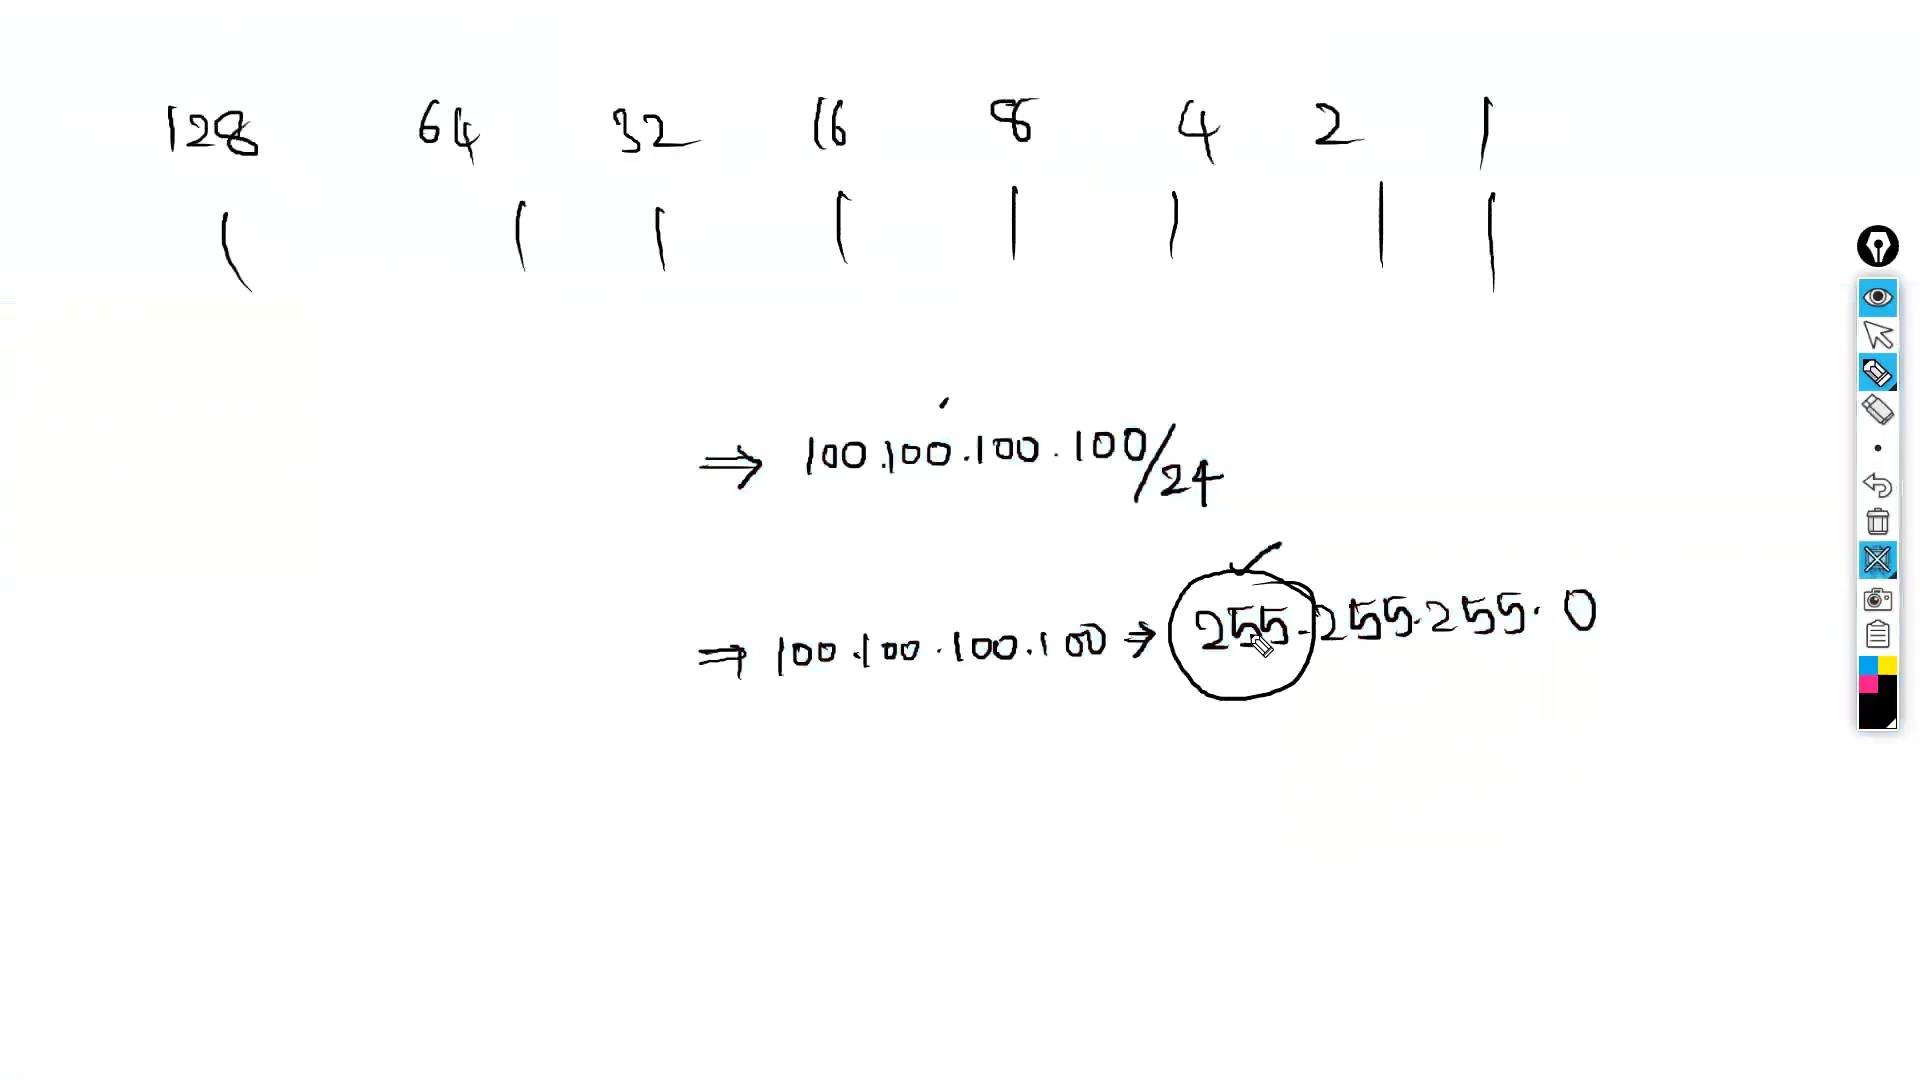 128 64 32 16 8 4 2 1
1 1 1 1 1 1 1 1
⇒ 100.100.100.100/24
⇒ 100.100.100.100 → 255.255.255.0